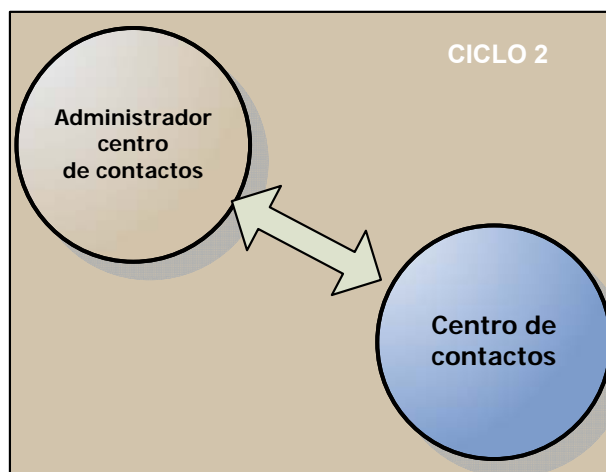 CICLO 2
Administrador
centro
de contactos
Centro de
contactos